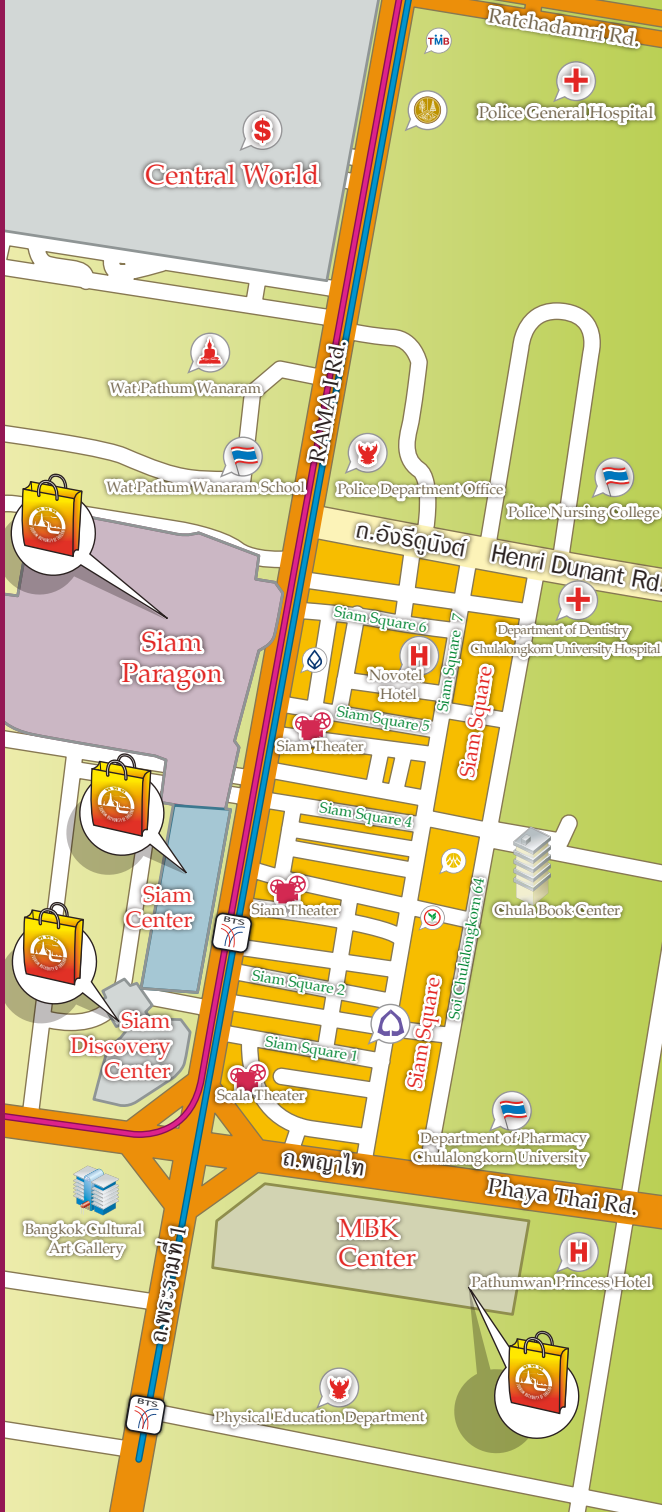 Ratchadamri Rd.
TMB
Police General Hospital
$
Central World
RAMA I Rd.
Wat Pathum Wanaram
Wat Pathum Wanaram School
Police Department Office
Police Nursing College
ถ.อังรีดูนังต์
Henri Dunant Rd.
Department of Dentistry
Chulalongkorn University Hospital
Siam Square 6
Siam Square 7
Siam
Paragon
H
Novotel
Hotel
Siam Square
Siam Square 5
Siam Theater
Siam Square 4
Siam
Center
BTS
Siam Theater
Chula Book Center
Soi Chulalongkorn 64
Siam Square 2
Siam Square
Siam
Discovery
Center
Siam Square 1
Scala Theater
Department of Pharmacy
Chulalongkorn University
ถ.พญาไท
Phaya Thai Rd.
Bangkok Cultural
Art Gallery
MBK
Center
H
Pathumwan Princess Hotel
ถ.พระรามที่ 1
BTS
Physical Education Department